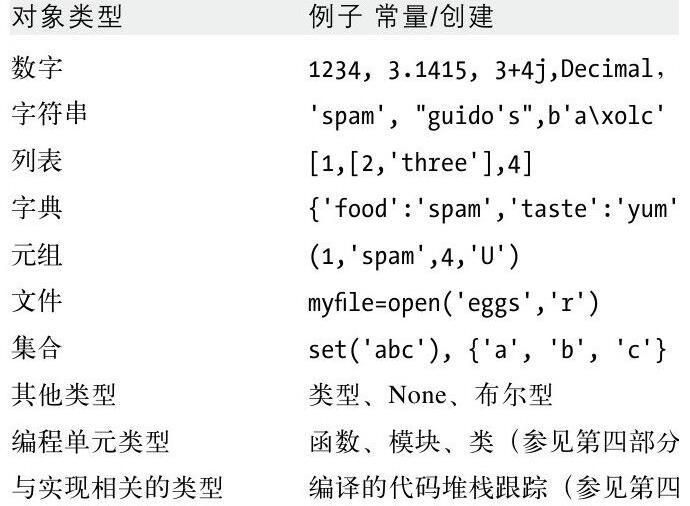 对象类型 例子 常量/创建
数字 1234, 3.1415, 3+4j,Decimal,
字符串 'spam', "guido's",b'a\xolc'
列表 [1,[2,'three'],4]
字典 {'food':'spam','taste':'yum'
元组 (1,'spam',4,'U')
文件 myfile=open('eggs','r')
集合 set('abc'), {'a', 'b', 'c'}
其他类型 类型、None、布尔型
编程单元类型 函数、模块、类（参见第四部分
与实现相关的类型 编译的代码堆栈跟踪（参见第四